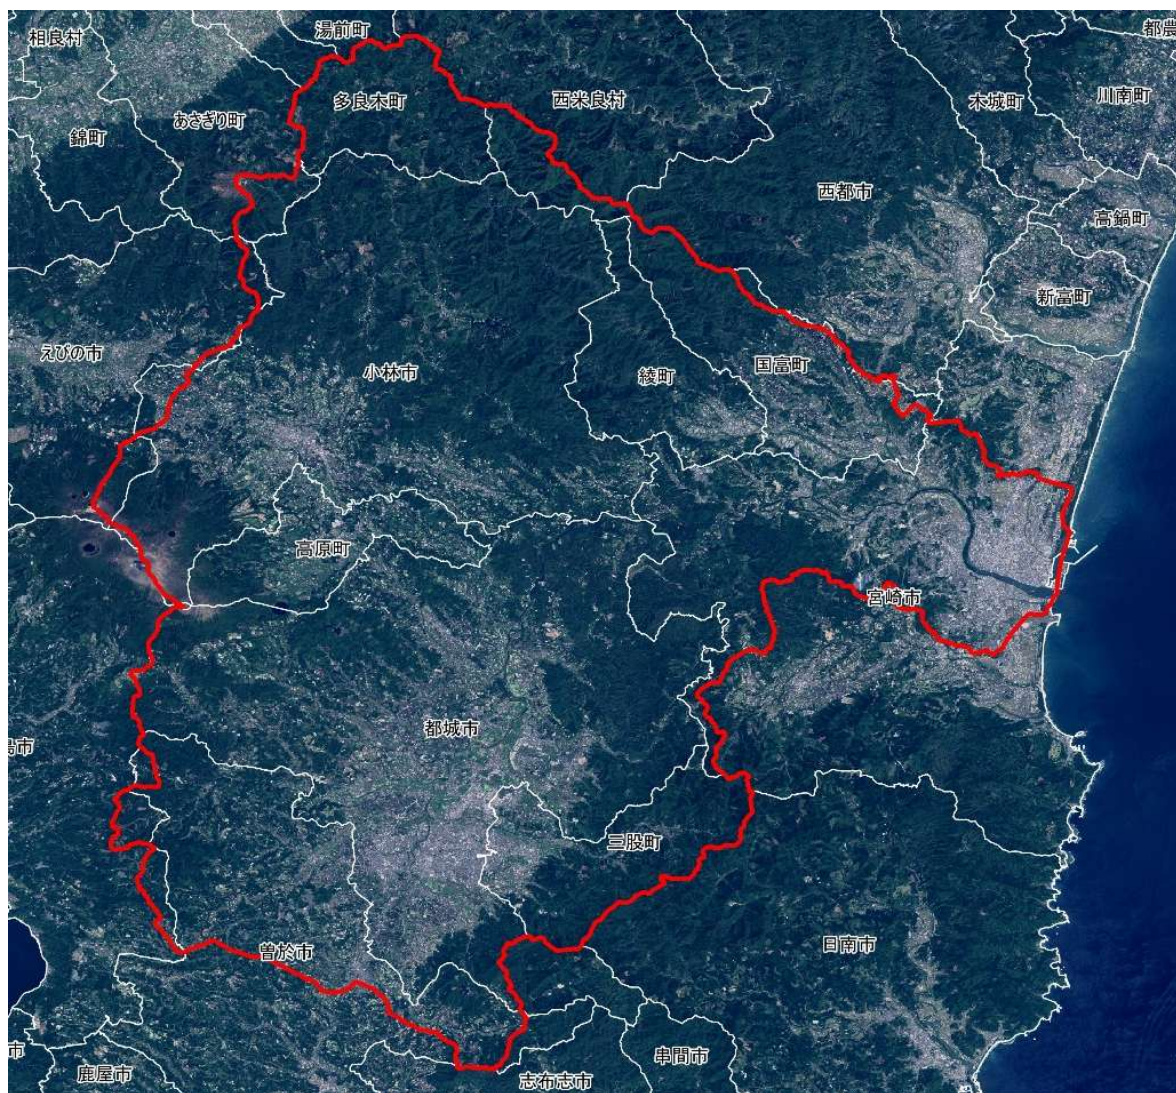 湯前町
都農
相良村
多良木町
西米良村
木城町
川南町
あさぎり町
錦町
西都市
高鍋町
新富町
えびの市
小林市
綾町
国富町
高原町
宮崎市
都城市
島市
三股町
曽於市
日南市
市
串間市
鹿屋市
志布志市